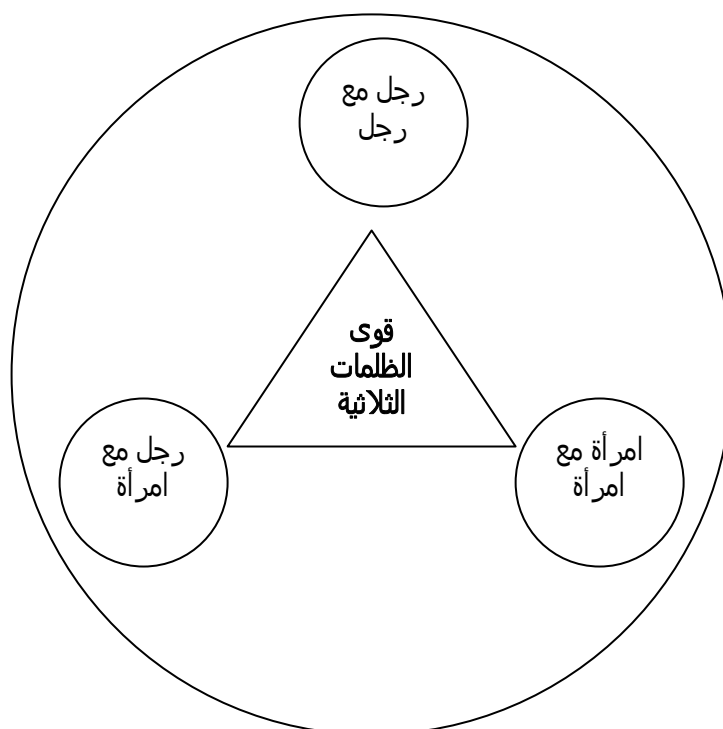 رجل مع
رجل
قوى
الظلمات
الثلاثية
رجل مع
امرأة
امرأة مع
امرأة